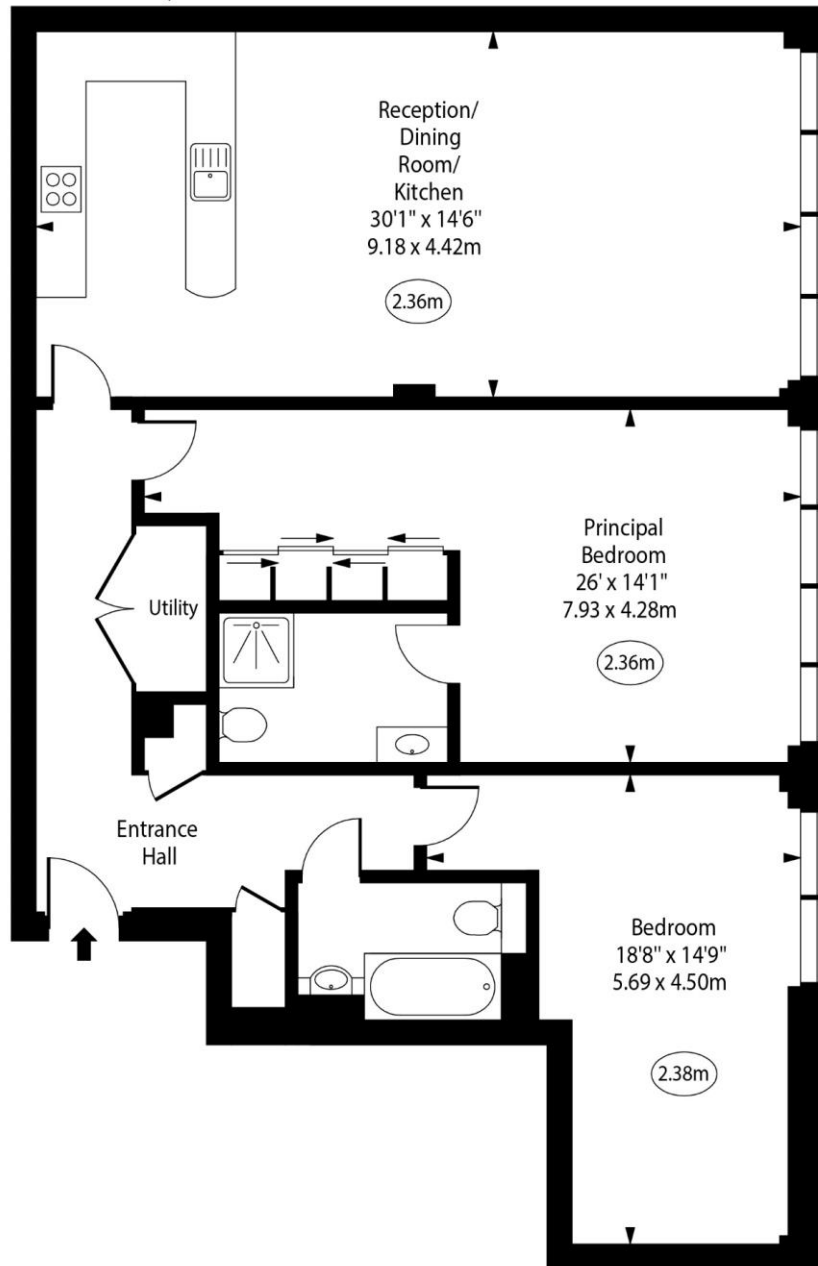 Reception/
Dining
Room/
Kitchen
30'1" x 14'6"
9.18 x 4.42m
2.36m
Principal
Bedroom
26' x 14'1"
7.93 x 4.28m
2.36m
Utility
Entrance
Hall
Bedroom
18'8" x 14'9"
5.69 x 4.50m
2.38m